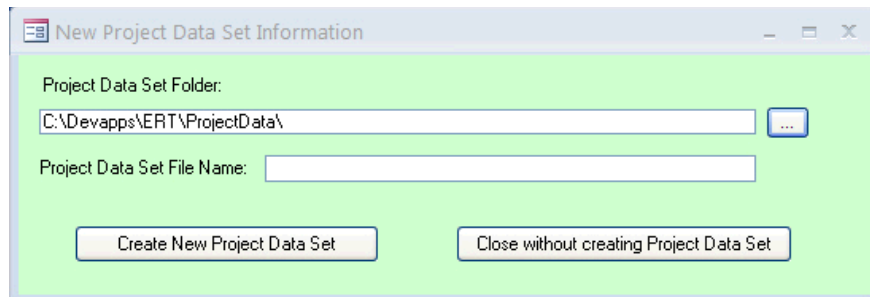 New Project Data Set Information
Project Data Set Folder:
C:\Devapps\ERT\ProjectData\
...
Project Data Set File Name:
Create New Project Data Set
Close without creating Project Data Set